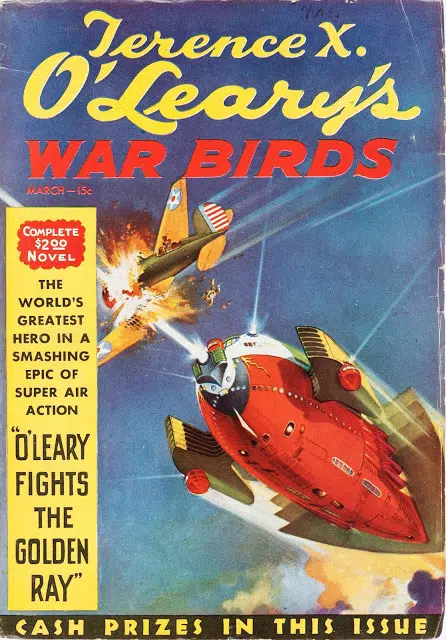 Terence X.
O'Leary's
WAR BIRDS
MARCH—15c
COMPLETE
$2.00
NOVEL
THE
WORLD'S
GREATEST
HERO IN A
SMASHING
EPIC OF
SUPER AIR
ACTION
"O'LEARY
FIGHTS
THE
GOLDEN
RAY"
CASH PRIZES IN THIS ISSUE